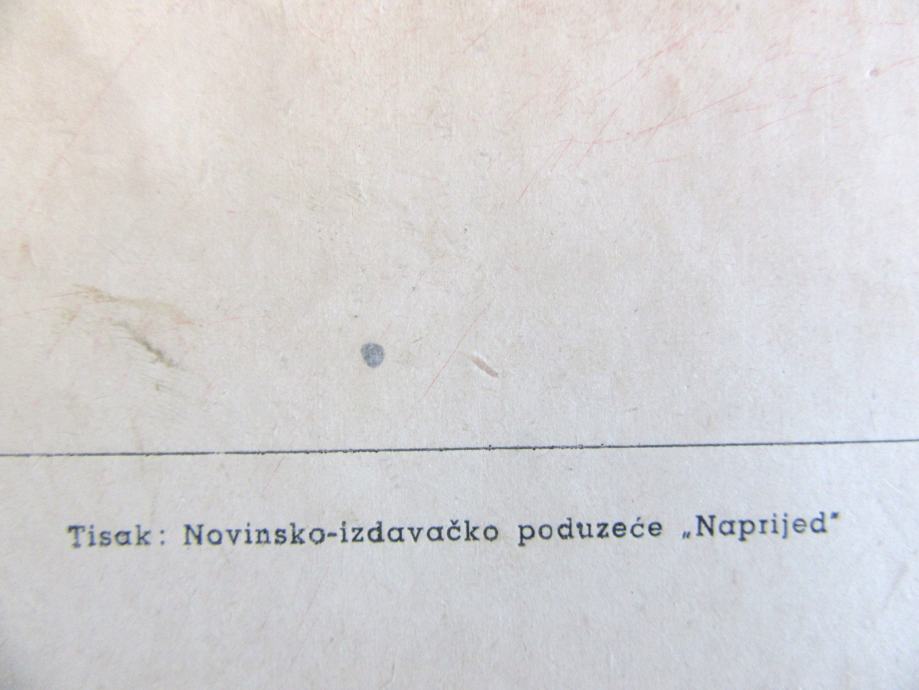 Tisak: Novinsko-izdavačko poduzeće „Naprijed"